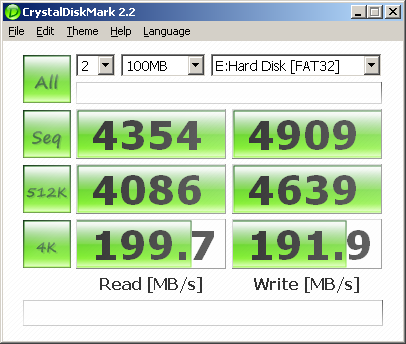 CrystalDiskMark 2.2
File Edit Theme Help Language
All 2 100MB E:Hard Disk [FAT32]
Seq 4354 4909
512K 4086 4639
4K 199.7 191.9
Read [MB/s] Write [MB/s]